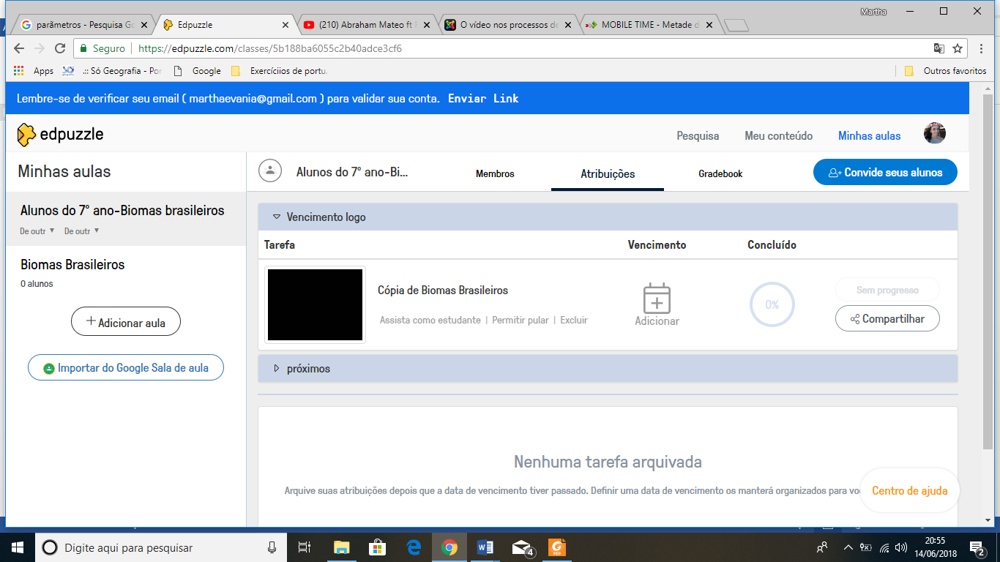 Martha
parâmetros - Pesquisa Go
Edpuzzle
(210) Abraham Mateo ft
O vídeo nos processos de
MOBILE TIME - Metade d
Seguro
https://edpuzzle.com/classes/5b188ba6055c2b40adce3cf6
Apps
.:: Só Geografia - Por
Google
Exercíciios de portu.
Outros favoritos
Lembre-se de verificar seu email ( marthaevania@gmail.com ) para validar sua conta. Enviar Link
edpuzzle
Pesquisa
Meu conteúdo
Minhas aulas
Minhas aulas
Alunos do 7º ano-Biomas brasileiros
De outr
De outr
Biomas Brasileiros
0 alunos
Adicionar aula
Importar do Google Sala de aula
Alunos do 7º ano-Bi...
Membros
Atribuições
Gradebook
Convide seus alunos
Vencimento logo
Tarefa
Vencimento
Concluído
Cópia de Biomas Brasileiros
Assista como estudante | Permitir pular | Excluir
Adicionar
0%
Sem progresso
Compartilhar
próximos
Nenhuma tarefa arquivada
Arquive suas atribuições depois que a data de vencimento tiver passado. Definir uma data de vencimento os manterá organizados para vo
Centro de ajuda
Digite aqui para pesquisar
4
PDF
20:55
14/06/2018
2